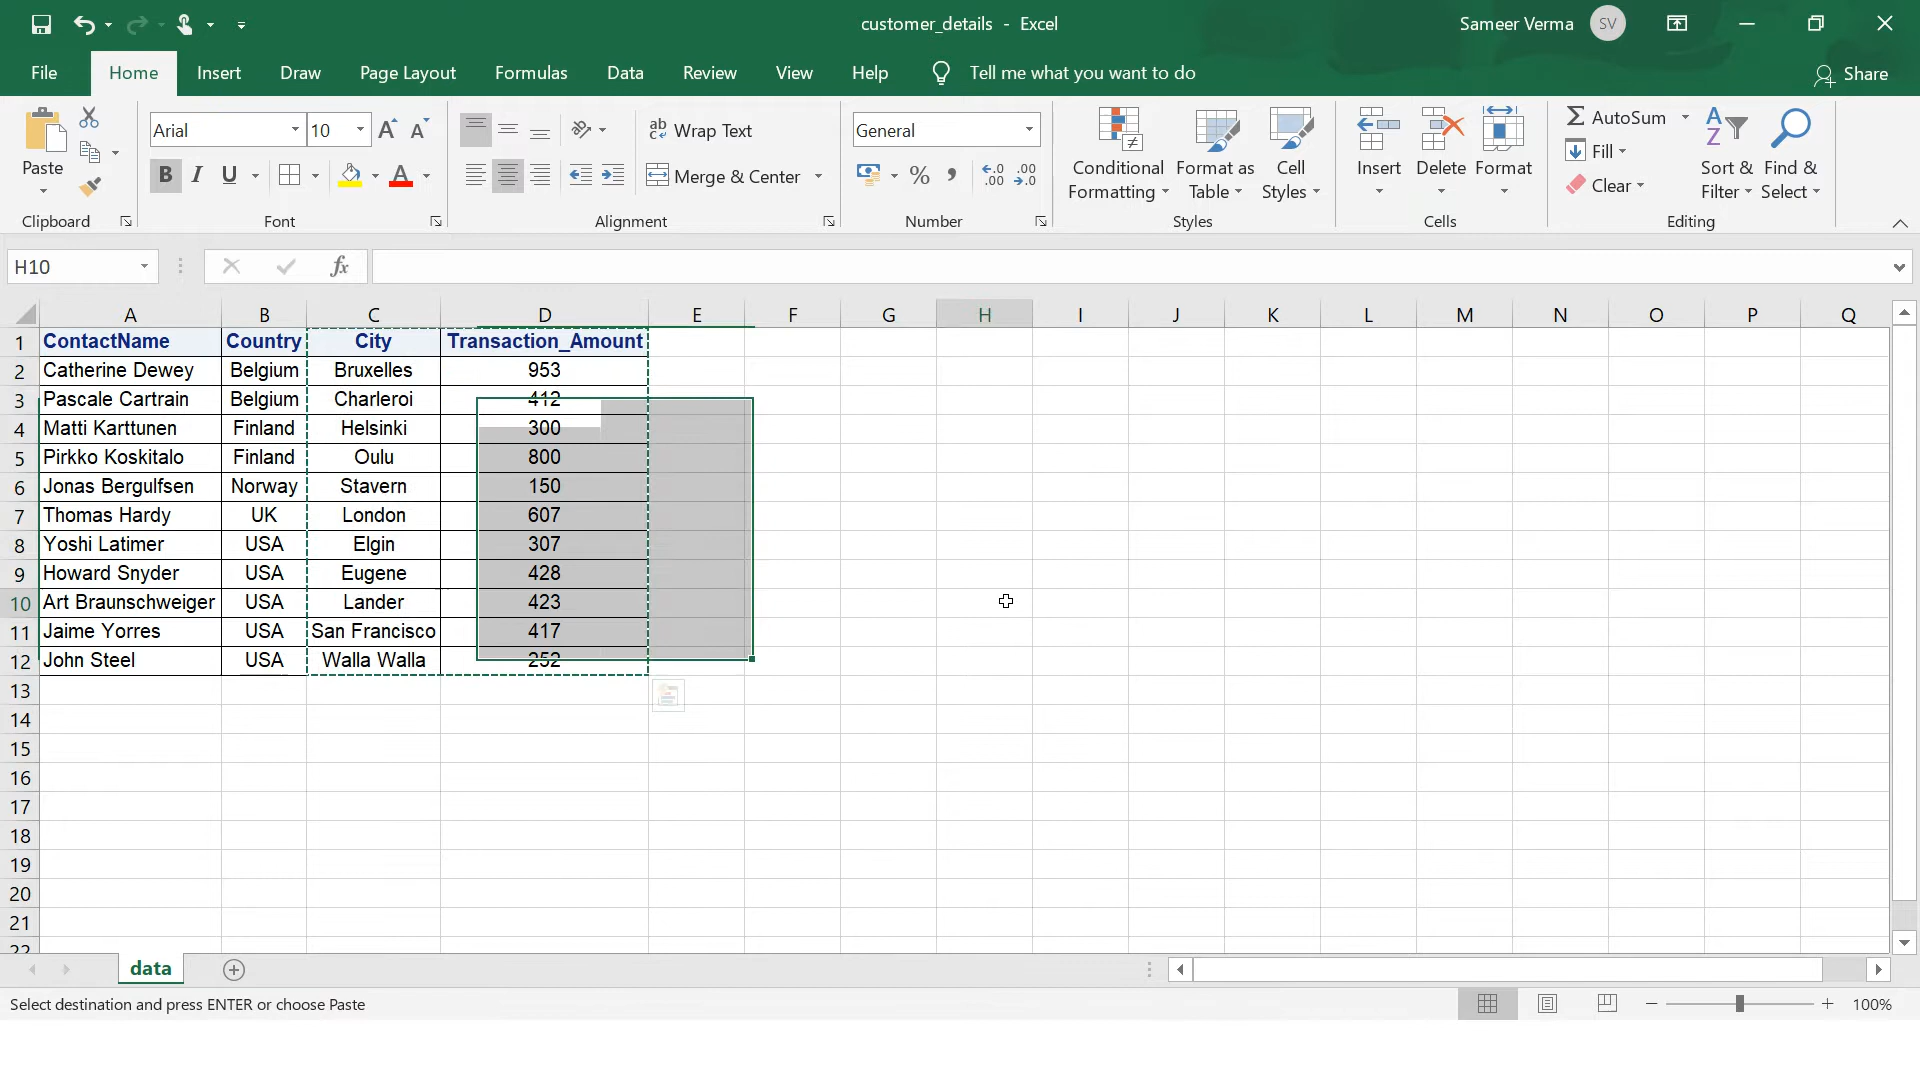 customer_details - Excel
Sameer Verma SV
File Home Insert Draw Page Layout Formulas Data Review View Help Tell me what you want to do Share
Paste
Clipboard
Arial 10 A A
B I U A
Font
ab Wrap Text
Merge & Center
Alignment
General
% ,
Number
Conditional Formatting
Format as Table
Cell Styles
Styles
Insert Delete Format
Cells
AutoSum
Fill
Clear
Sort & Filter
Find & Select
Editing
H10 fx
A B C D E F G H I J K L M N O P Q
1 ContactName Country City Transaction_Amount
2 Catherine Dewey Belgium Bruxelles 953
3 Pascale Cartrain Belgium Charleroi 412
4 Matti Karttunen Finland Helsinki 300
5 Pirkko Koskitalo Finland Oulu 800
6 Jonas Bergulfsen Norway Stavern 150
7 Thomas Hardy UK London 607
8 Yoshi Latimer USA Elgin 307
9 Howard Snyder USA Eugene 428
10 Art Braunschweiger USA Lander 423
11 Jaime Yorres USA San Francisco 417
12 John Steel USA Walla Walla 252
13
14
15
16
17
18
19
20
21
22
data
Select destination and press ENTER or choose Paste
100%